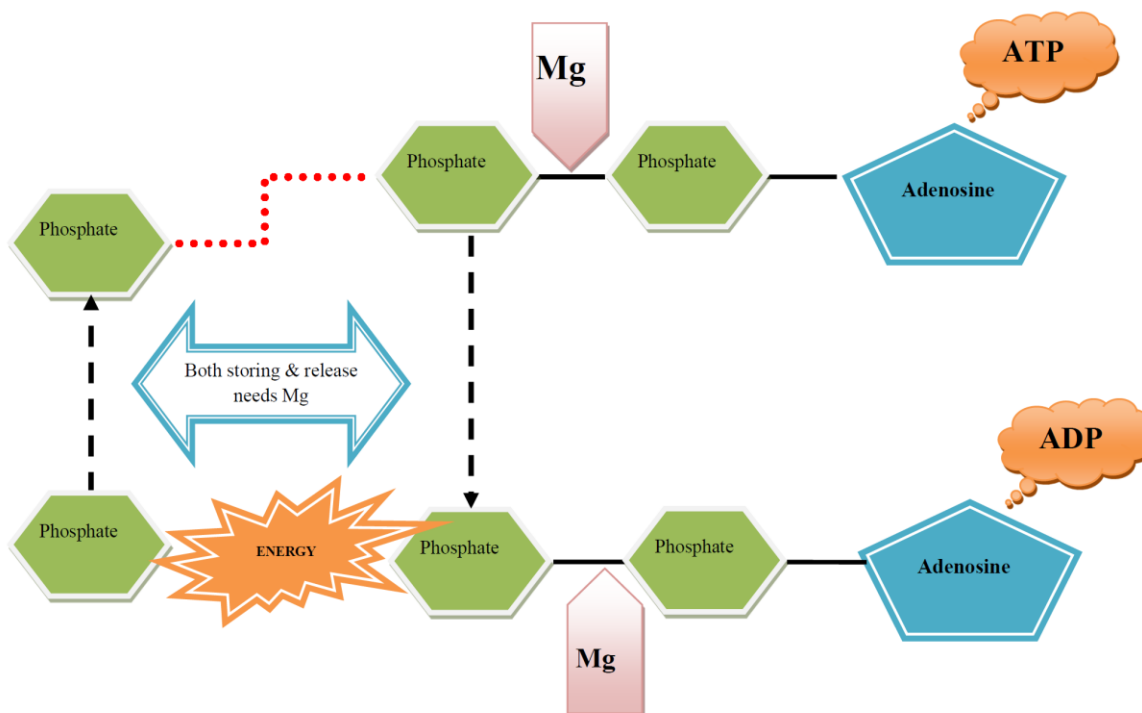 ATP
Mg
Phosphate
Phosphate
Adenosine
Phosphate
Both storing & release
needs Mg
ADP
Phosphate
ENERGY
Phosphate
Phosphate
Adenosine
Mg